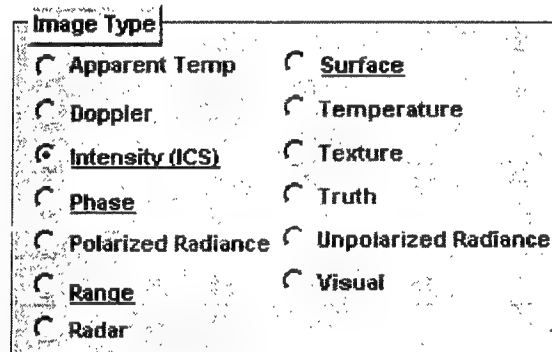 Image Type
Apparent Temp
Doppler
Intensity (ICS)
Phase
Polarized Radiance
Range
Radar
Surface
Temperature
Texture
Truth
Unpolarized Radiance
Visual